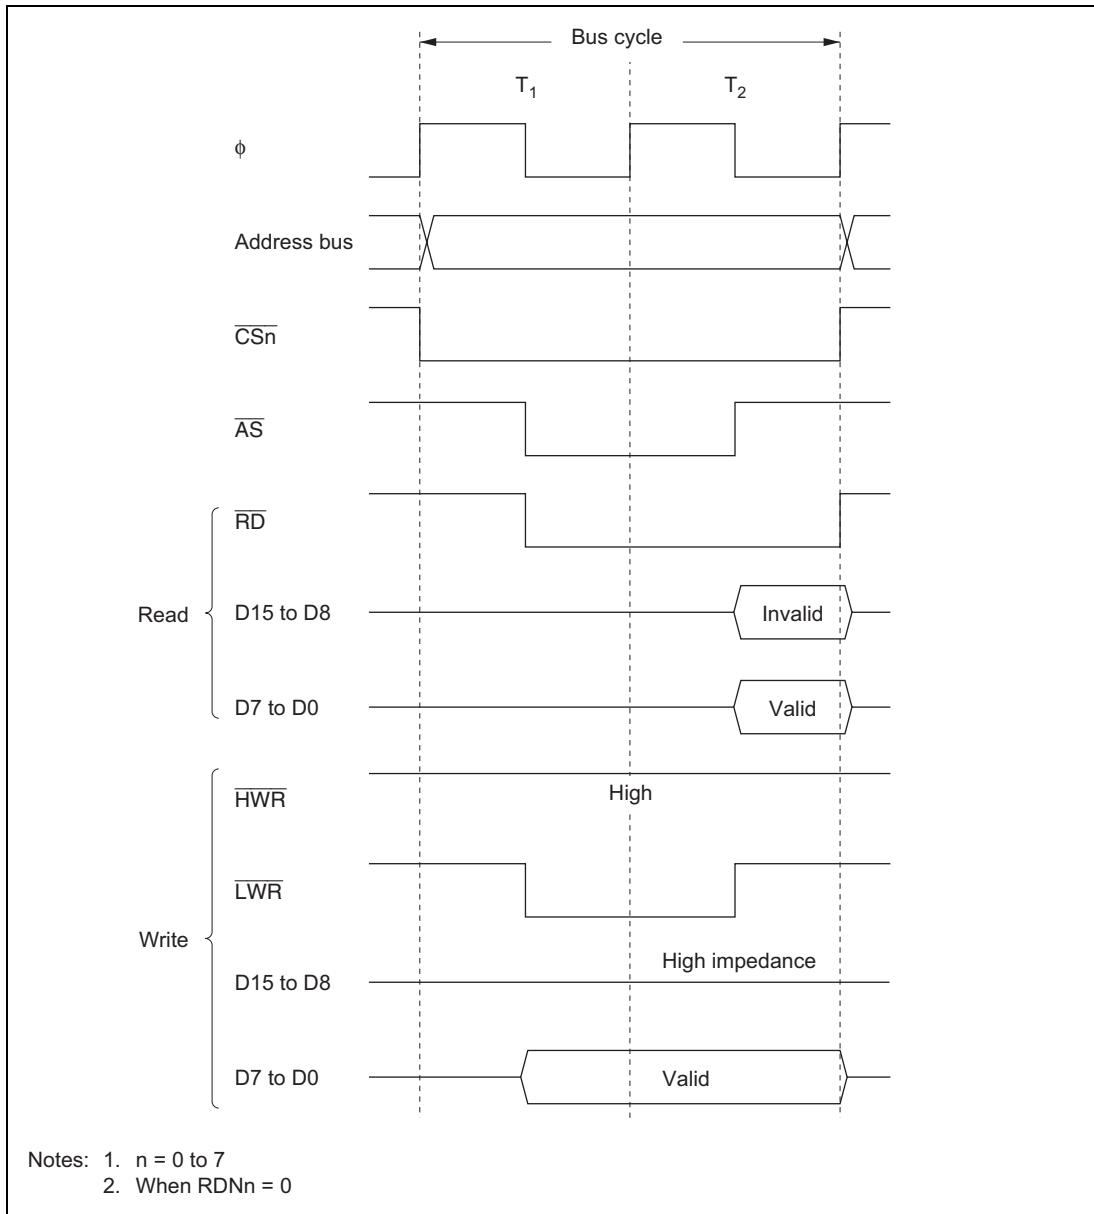 Bus cycle
T1 T2
φ
Address bus
CSn
AS
RD
Read
D15 to D8 Invalid
D7 to D0 Valid
HWR High
LWR
Write
High impedance
D15 to D8
D7 to D0 Valid
Notes: 1. n = 0 to 7
2. When RDNn = 0